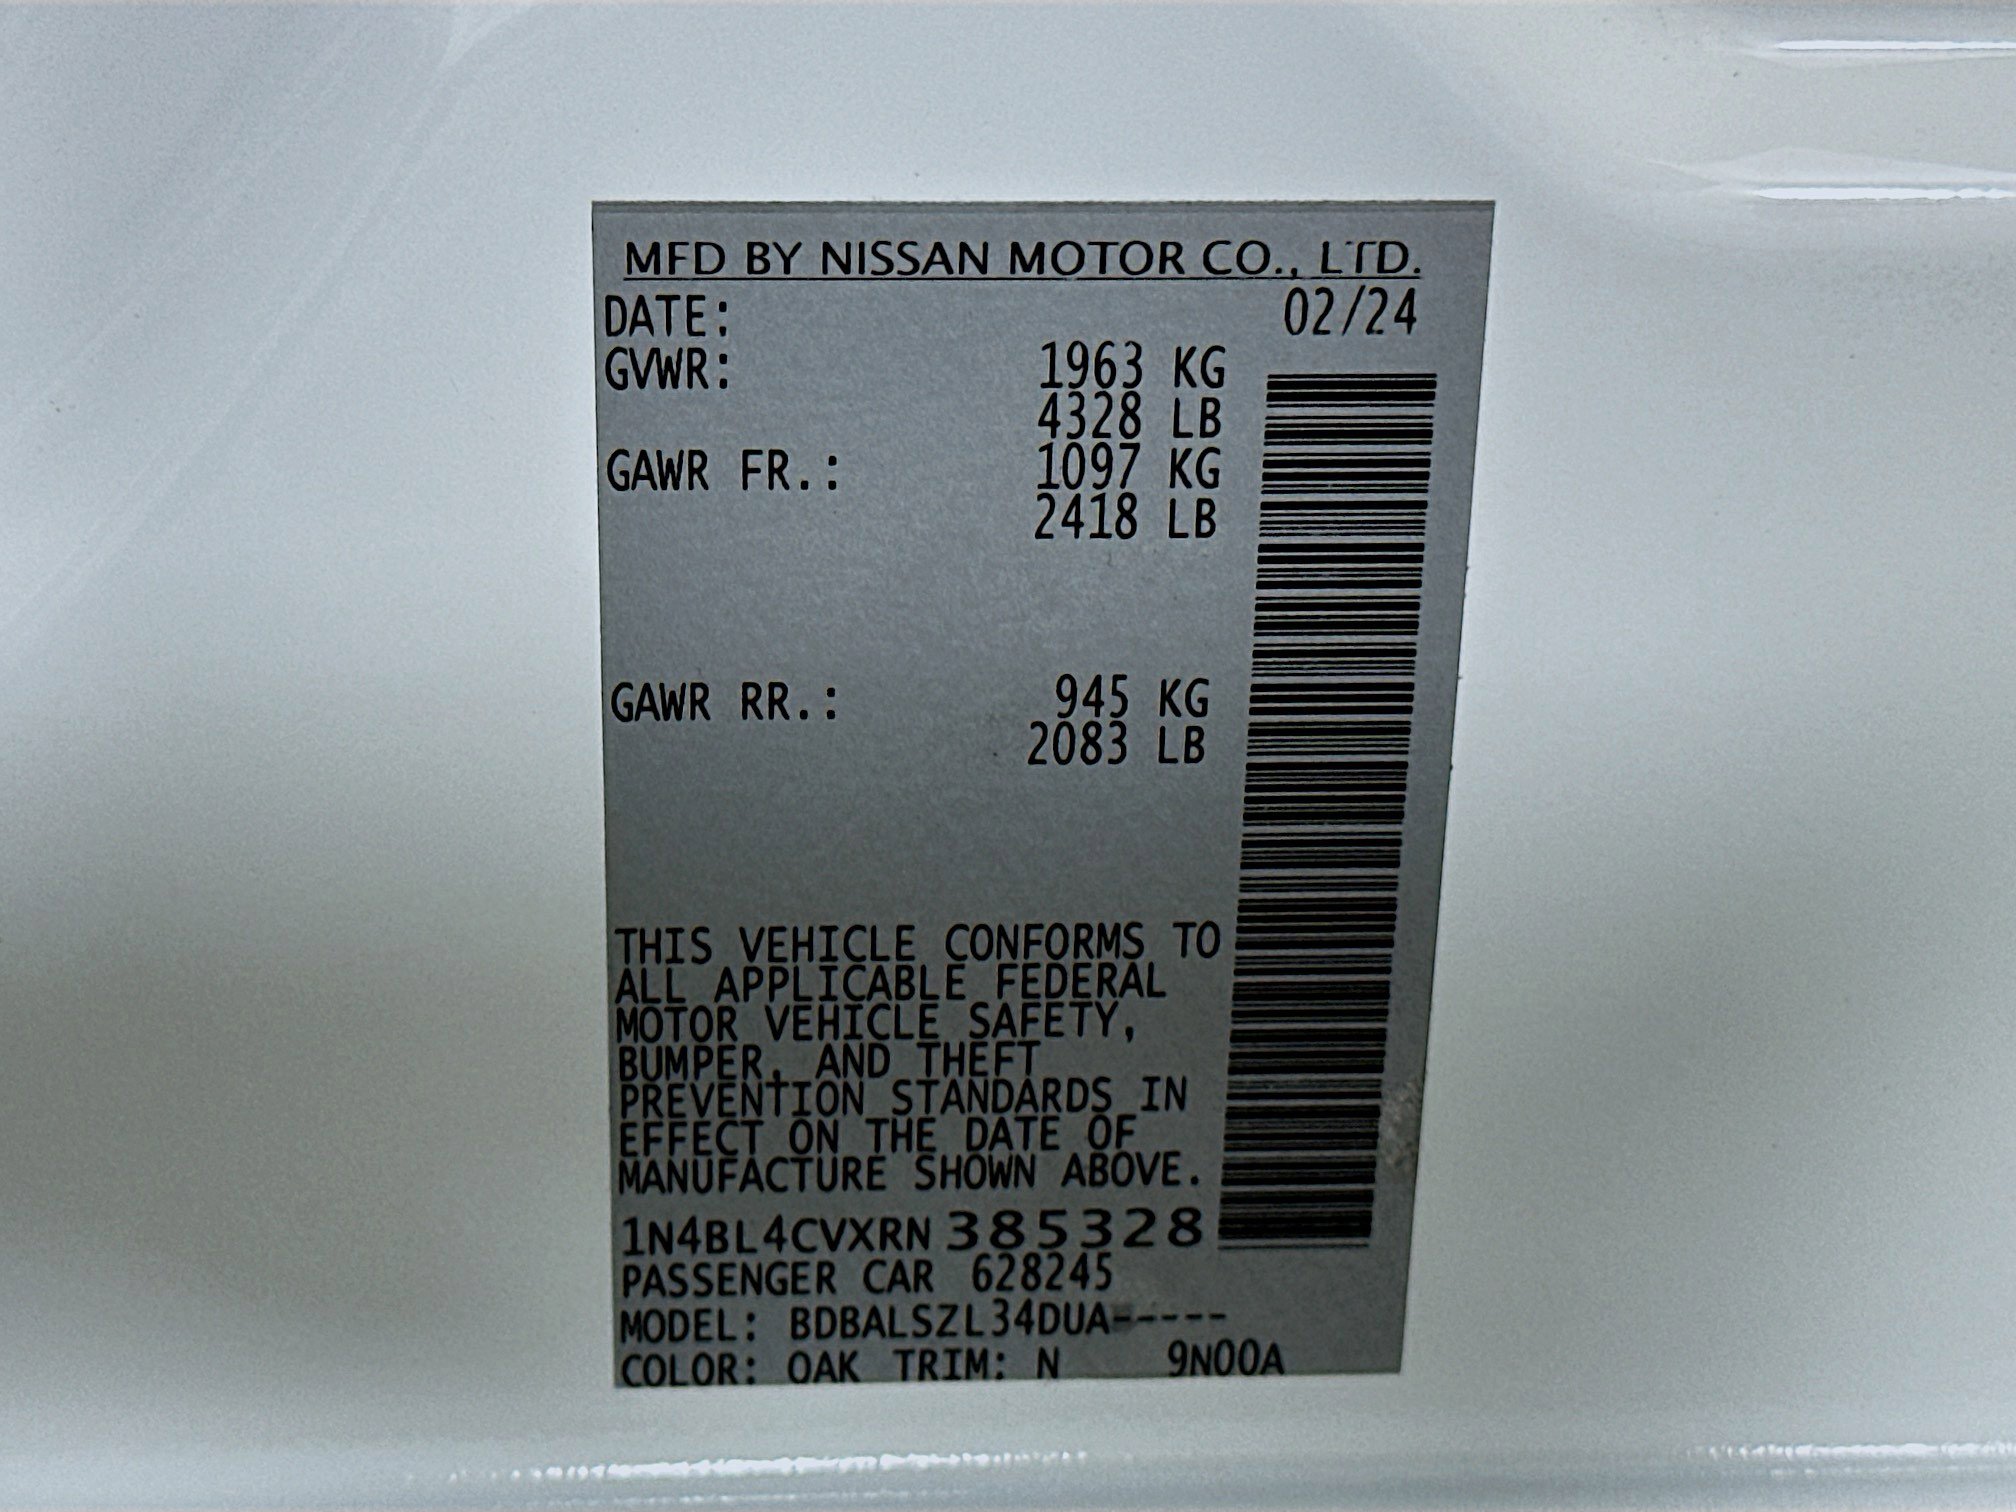 MFD BY NISSAN MOTOR CO., LTD.
DATE: 02/24
GVWR: 1963 KG
4328 LB
GAWR FR.: 1097 KG
2418 LB
GAWR RR.: 945 KG
2083 LB
THIS VEHICLE CONFORMS TO
ALL APPLICABLE FEDERAL
MOTOR VEHICLE SAFETY,
BUMPER, AND THEFT
PREVENTION STANDARDS IN
EFFECT ON THE DATE OF
MANUFACTURE SHOWN ABOVE.
1N4BL4CVXRN385328
PASSENGER CAR 628245
MODEL: BDBALSZL34DUA-----
COLOR: QAK TRIM: N 9N00A